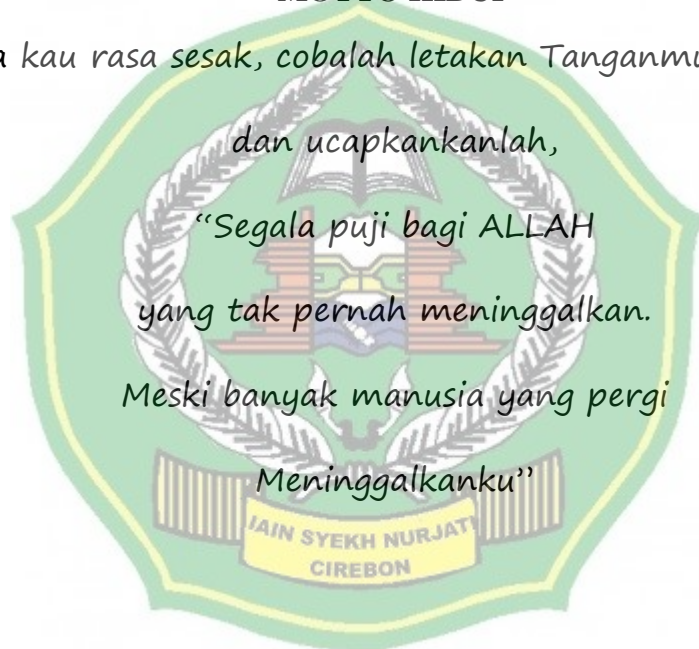 kau rasa sesak, cobalah letakan Tanganmu
dan ucapkankanlah,
“Segala puji bagi ALLAH
yang tak pernah meninggalkan.
Meski banyak manusia yang pergi
Meninggalkanku”
IAIN SYEKH NURJATI
CIREBON